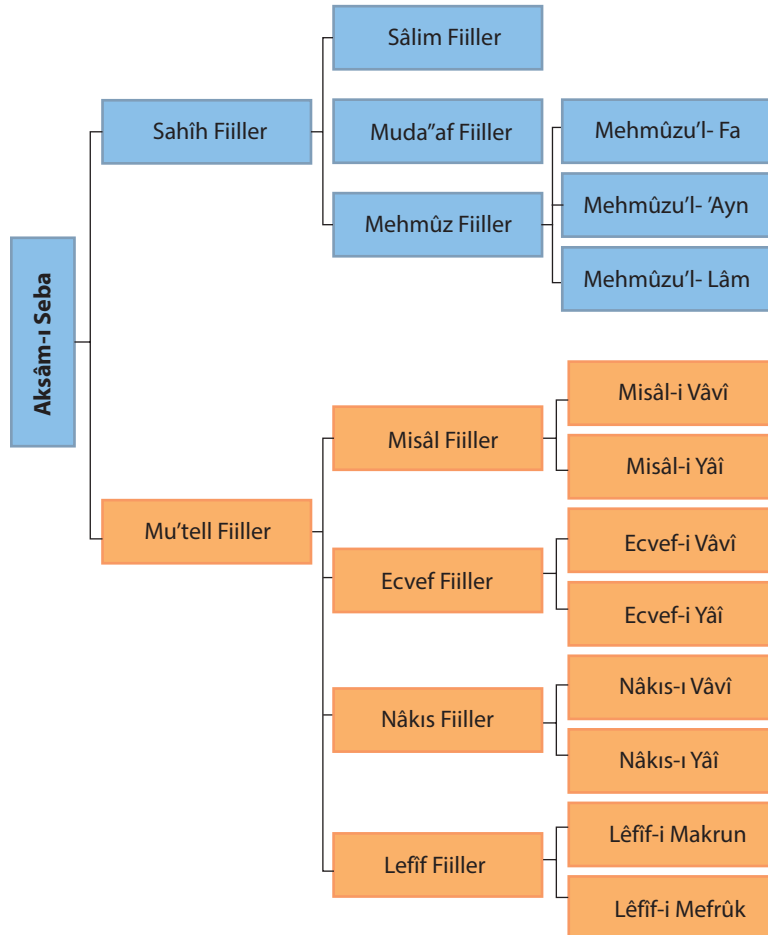 Aksâm-ı Seba
Sahîh Fiiller
Sâlim Fiiller
Muda"af Fiiller
Mehmûz Fiiller
Mehmûzu'l- Fa
Mehmûzu'l- 'Ayn
Mehmûzu'l- Lâm
Mu'tell Fiiller
Misâl Fiiller
Misâl-i Vâvî
Misâl-i Yâî
Ecvef Fiiller
Ecvef-i Vâvî
Ecvef-i Yâî
Nâkıs Fiiller
Nâkıs-ı Vâvî
Nâkıs-ı Yâî
Lefîf Fiiller
Lêfîf-i Makrun
Lêfîf-i Mefrûk